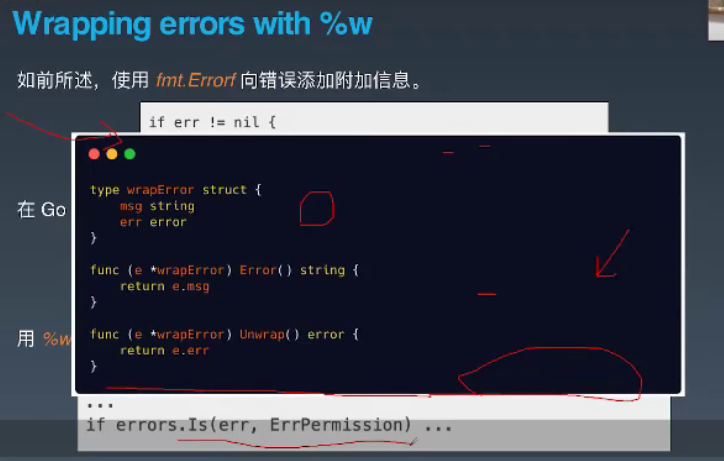 Wrapping errors with %w
如前所述，使用 fmt.Errorf 向错误添加附加信息。
if err != nil {
在 Go
type wrapError struct {
msg string
err error
}
func (e *wrapError) Error() string {
return e.msg
}
用 %w
func (e *wrapError) Unwrap() error {
return e.err
}
...
if errors.Is(err, ErrPermission) ...